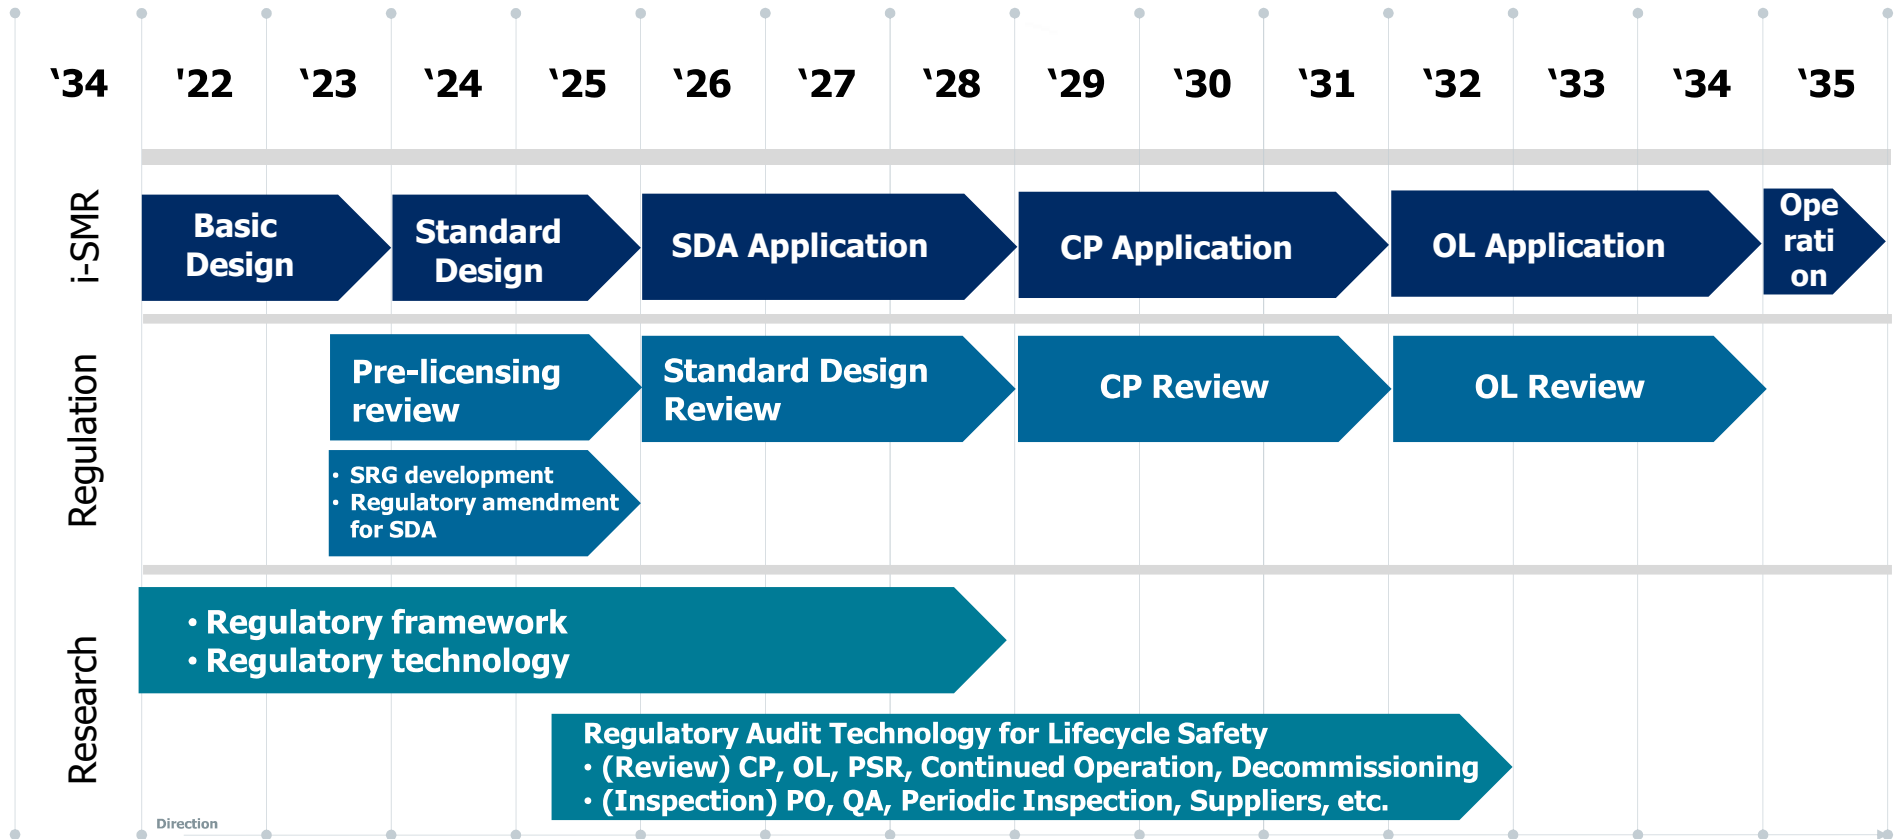 ‘34 '22 ‘23 ‘24 ‘25 ‘26 ‘27 ‘28 ‘29 ‘30 ‘31 ‘32 ‘33 ‘34 ‘35
i-SMR
Basic
Design
Standard
Design
SDA Application
CP Application
OL Application
Ope
rati
on
Regulation
Pre-licensing
review
Standard Design
Review
CP Review
OL Review
• SRG development
• Regulatory amendment
for SDA
Research
• Regulatory framework
• Regulatory technology
Regulatory Audit Technology for Lifecycle Safety
• (Review) CP, OL, PSR, Continued Operation, Decommissioning
• (Inspection) PO, QA, Periodic Inspection, Suppliers, etc.
Direction